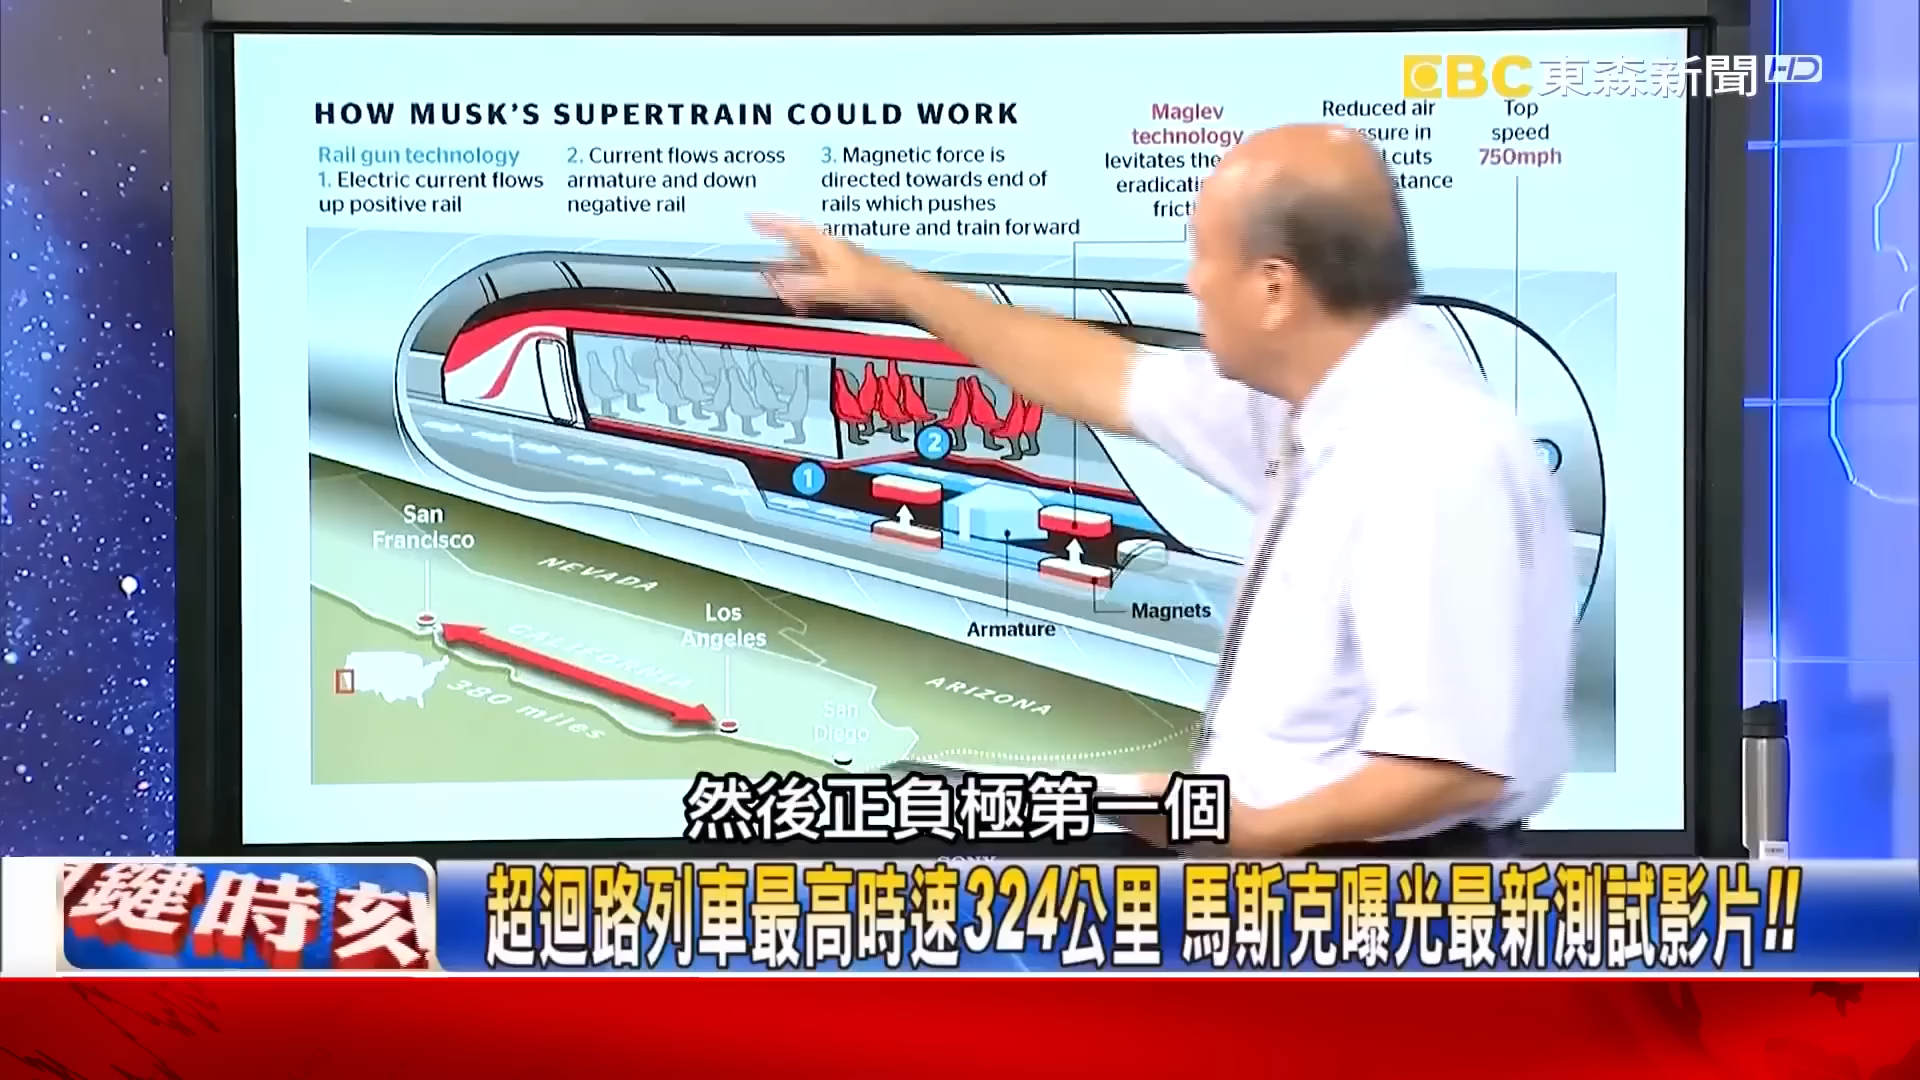 EBC東森新聞HD
HOW MUSK'S SUPERTRAIN COULD WORK
Rail gun technology
1. Electric current flows
up positive rail
2. Current flows across
armature and down
negative rail
3. Magnetic force is
directed towards end of
rails which pushes
armature and train forward
Maglev
technology
levitates the
Reduced air
in
cuts
Top
speed
750mph
1
2
Armature
Magnets
San
Francisco
NEVADA
Los
Angeles
CALIFORNIA
380 miles
San
Diego
ARIZONA
然後正負極第一個
SONY
鍵時刻
超迴路列車最高時速324公里 馬斯克曝光最新測試影片!!